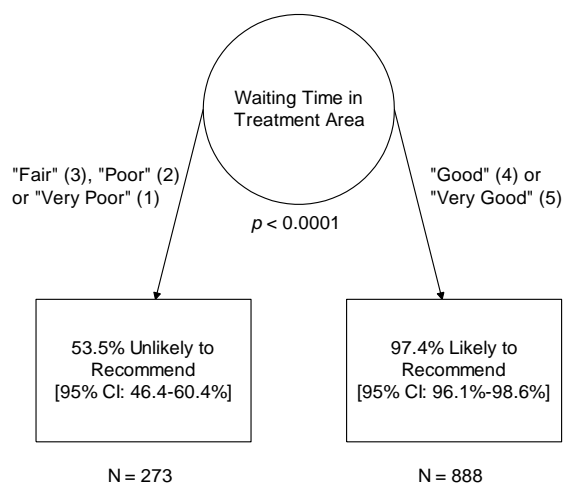 Waiting Time in
Treatment Area
"Fair" (3), "Poor" (2)
or "Very Poor" (1)
"Good" (4) or
"Very Good" (5)
p < 0.0001
53.5% Unlikely to
Recommend
[95% CI: 46.4-60.4%]
97.4% Likely to
Recommend
[95% CI: 96.1%-98.6%]
N = 273
N = 888